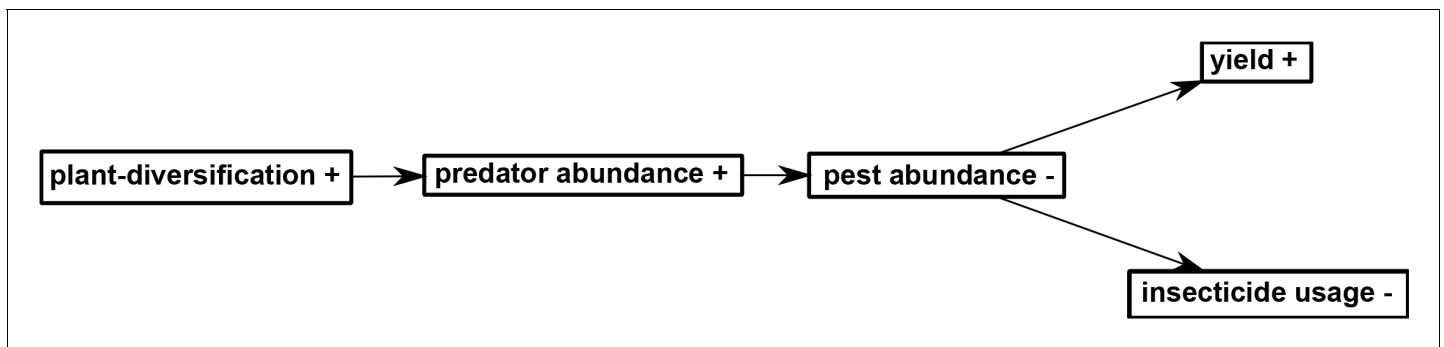 yield +
plant-diversification +
predator abundance +
pest abundance -
insecticide usage -